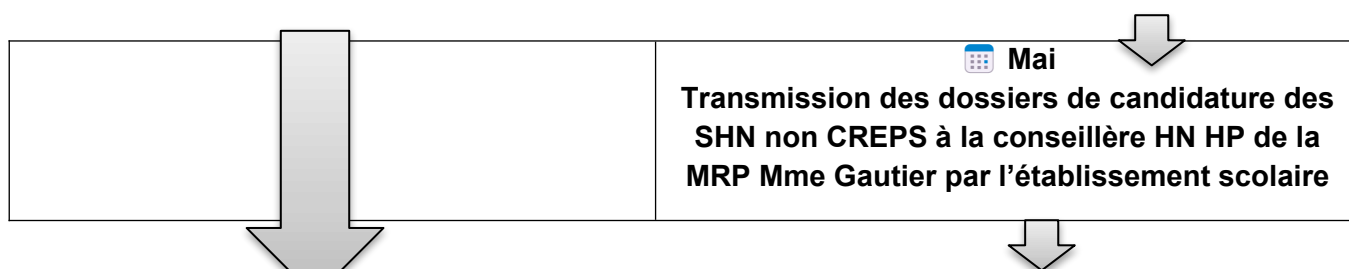 Mai
Transmission des dossiers de candidature des
SHN non CREPS à la conseillère HN HP de la
MRP Mme Gautier par l’établissement scolaire